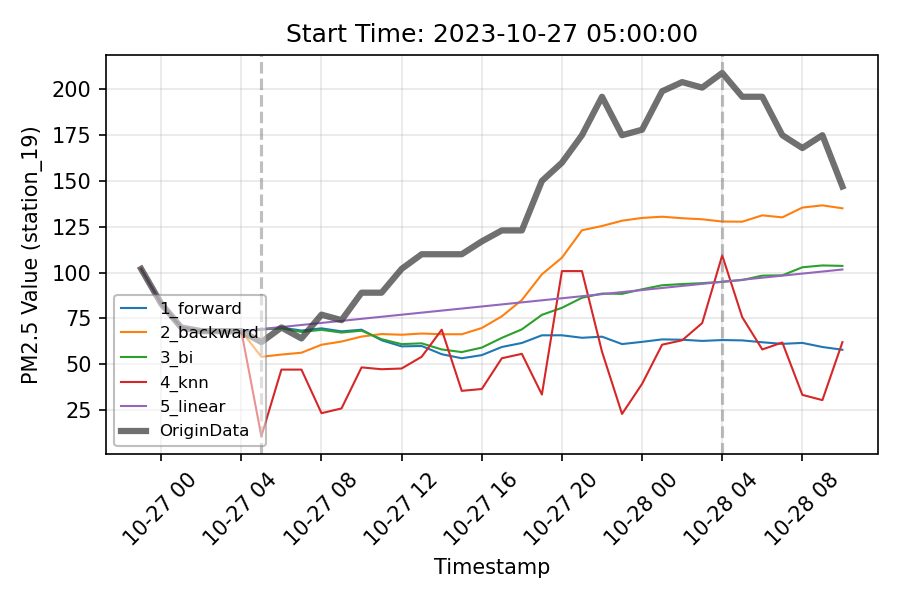 Start Time: 2023-10-27 05:00:00
PM2.5 Value (station_19)
200
175
150
125
100
75
50
25
1_forward
2_backward
3_bi
4_knn
5_linear
OriginData
10-27 00
10-27 04
10-27 08
10-27 12
10-27 16
10-27 20
10-28 00
10-28 04
10-28 08
Timestamp